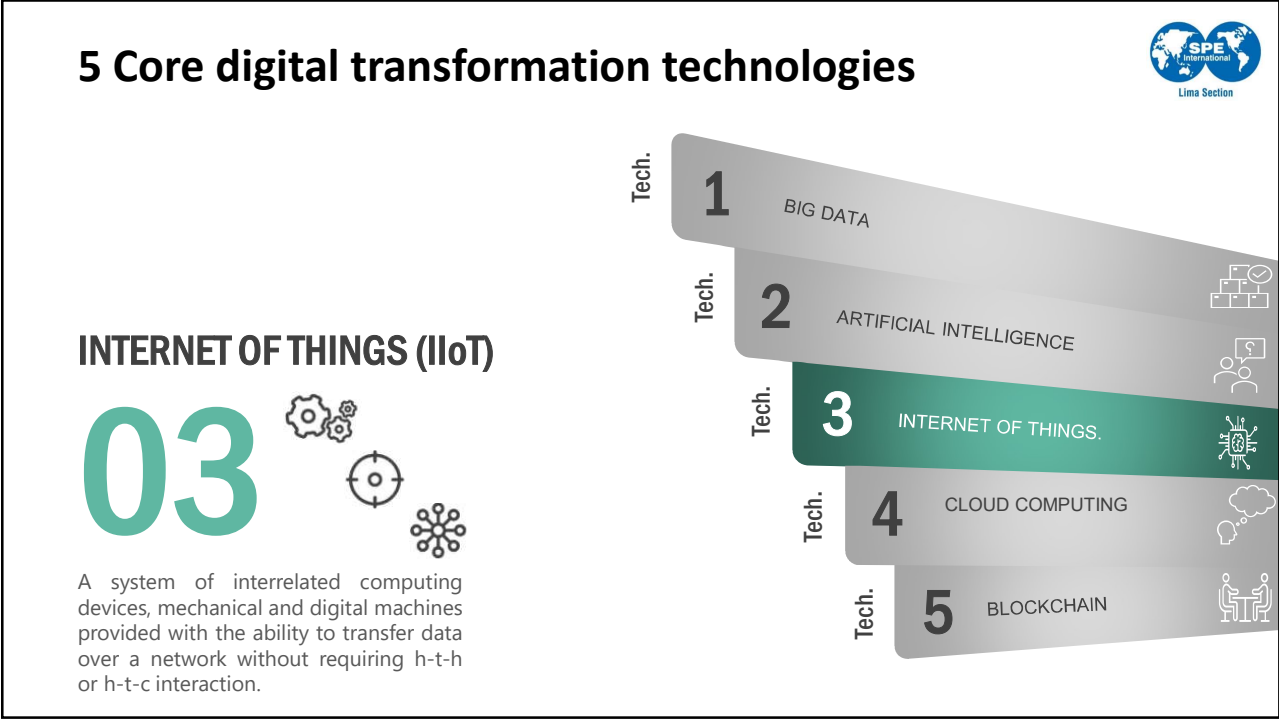 5 Core digital transformation technologies
SPE
International
Lima Section
INTERNET OF THINGS (IIoT)
03
A system of interrelated computing
devices, mechanical and digital machines
provided with the ability to transfer data
over a network without requiring h-t-h
or h-t-c interaction.
Tech.
1 BIG DATA
Tech.
2 ARTIFICIAL INTELLIGENCE
?
Tech.
3 INTERNET OF THINGS.
Tech.
4 CLOUD COMPUTING
Tech.
5 BLOCKCHAIN